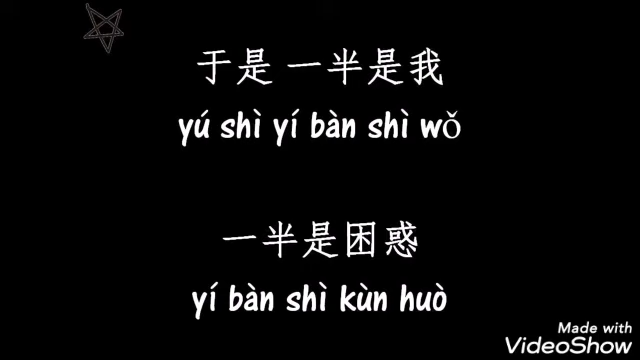 于是 一半是我
yú shì yí bàn shì wǒ
一半是困惑
yí bàn shì kùn huò
Made with
VideoShow